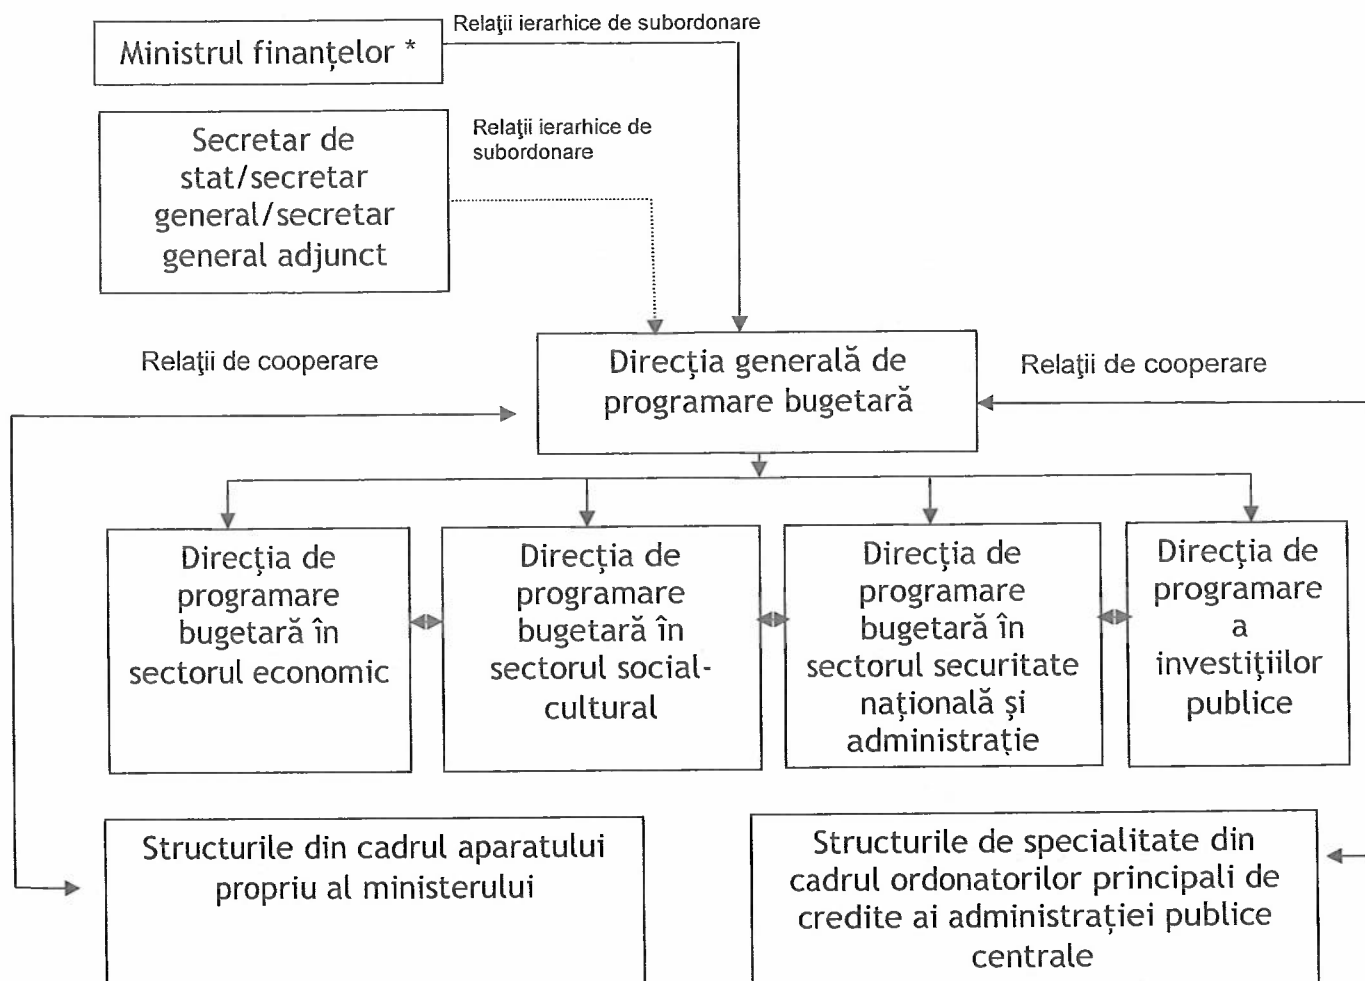 Relaţii ierarhice de subordonare
Ministrul finanțelor *
Secretar de
stat/secretar
general/secretar
general adjunct
Relaţii ierarhice de
subordonare
Relaţii de cooperare
Direcția generală de
programare bugetară
Relaţii de cooperare
Direcția de
programare
bugetară în
sectorul economic
Direcția de
programare
bugetară în
sectorul social-
cultural
Direcția de
programare
bugetară în
sectorul securitate
națională și
administrație
Direcția de
programare
a
investițiilor
publice
Structurile din cadrul aparatului
propriu al ministerului
Structurile de specialitate din
cadrul ordonatorilor principali de
credite ai administrației publice
centrale